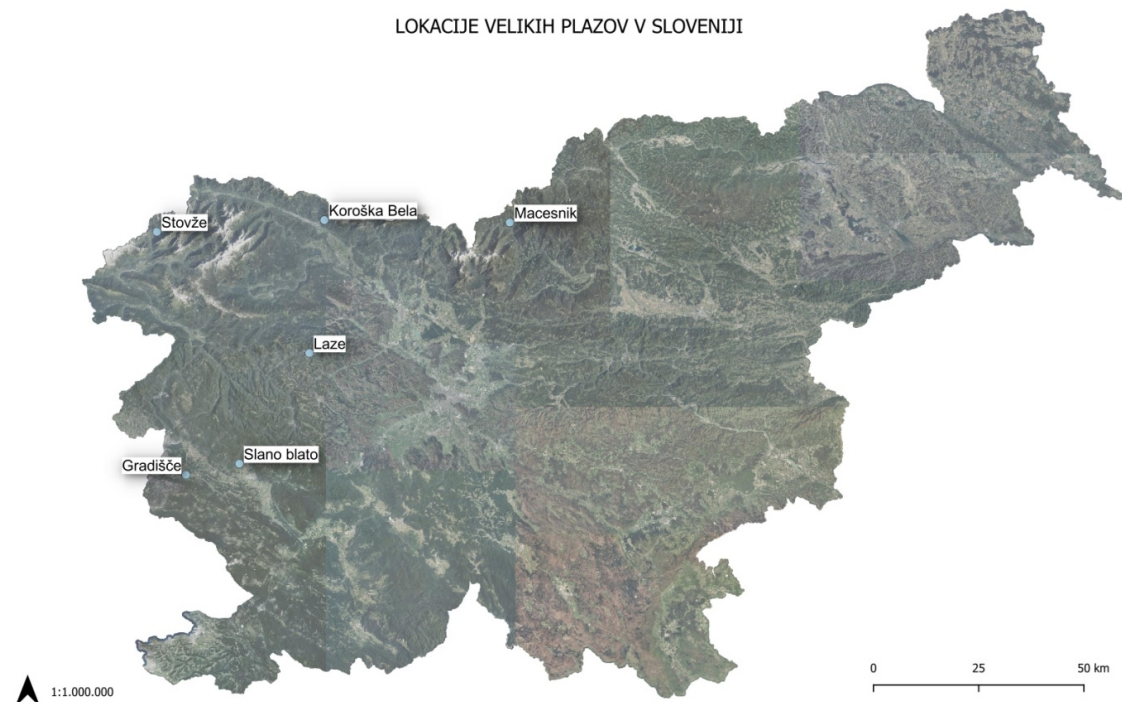 LOKACIJE VELIKIH PLAZOV V SLOVENIJI
Koroška Bela
Macesnik
Stovže
Laze
Slano blato
Gradišče
0 25 50 km
1:1.000.000